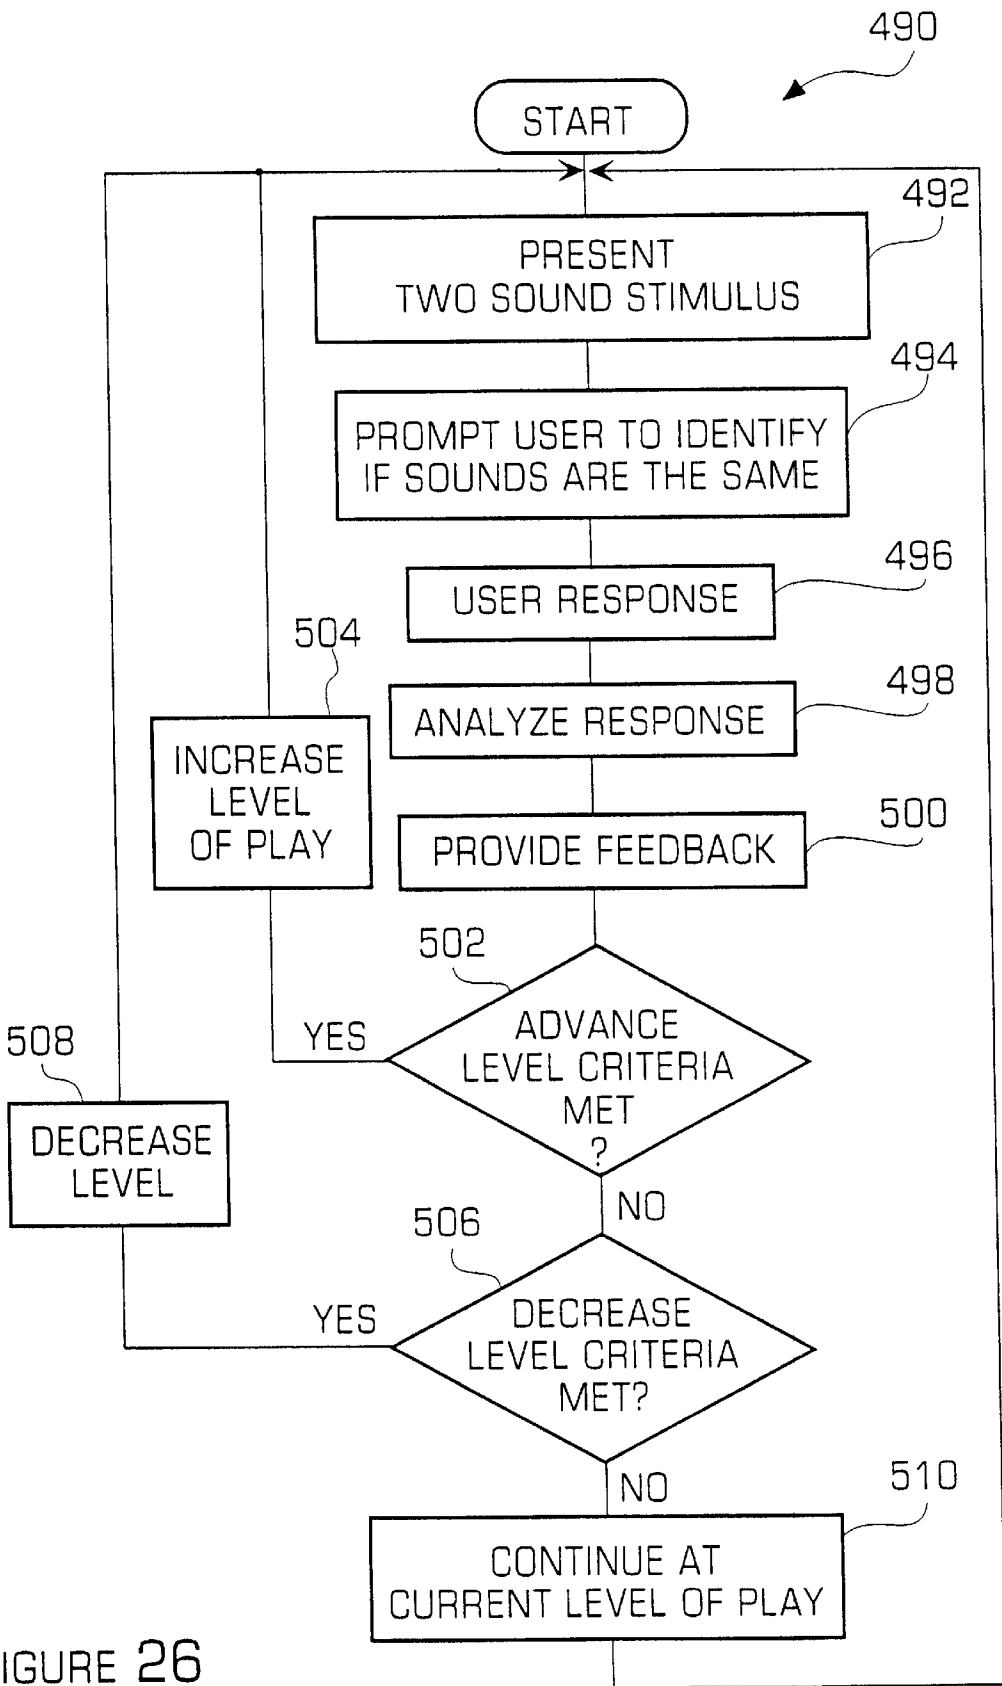 490
START
492
PRESENT
TWO SOUND STIMULUS
494
PROMPT USER TO IDENTIFY
IF SOUNDS ARE THE SAME
496
USER RESPONSE
504
498
ANALYZE RESPONSE
INCREASE
LEVEL
OF PLAY
500
PROVIDE FEEDBACK
502
YES
ADVANCE
LEVEL CRITERIA
MET
?
508
DECREASE
LEVEL
NO
506
YES
DECREASE
LEVEL CRITERIA
MET?
NO
510
CONTINUE AT
CURRENT LEVEL OF PLAY
IGURE 26